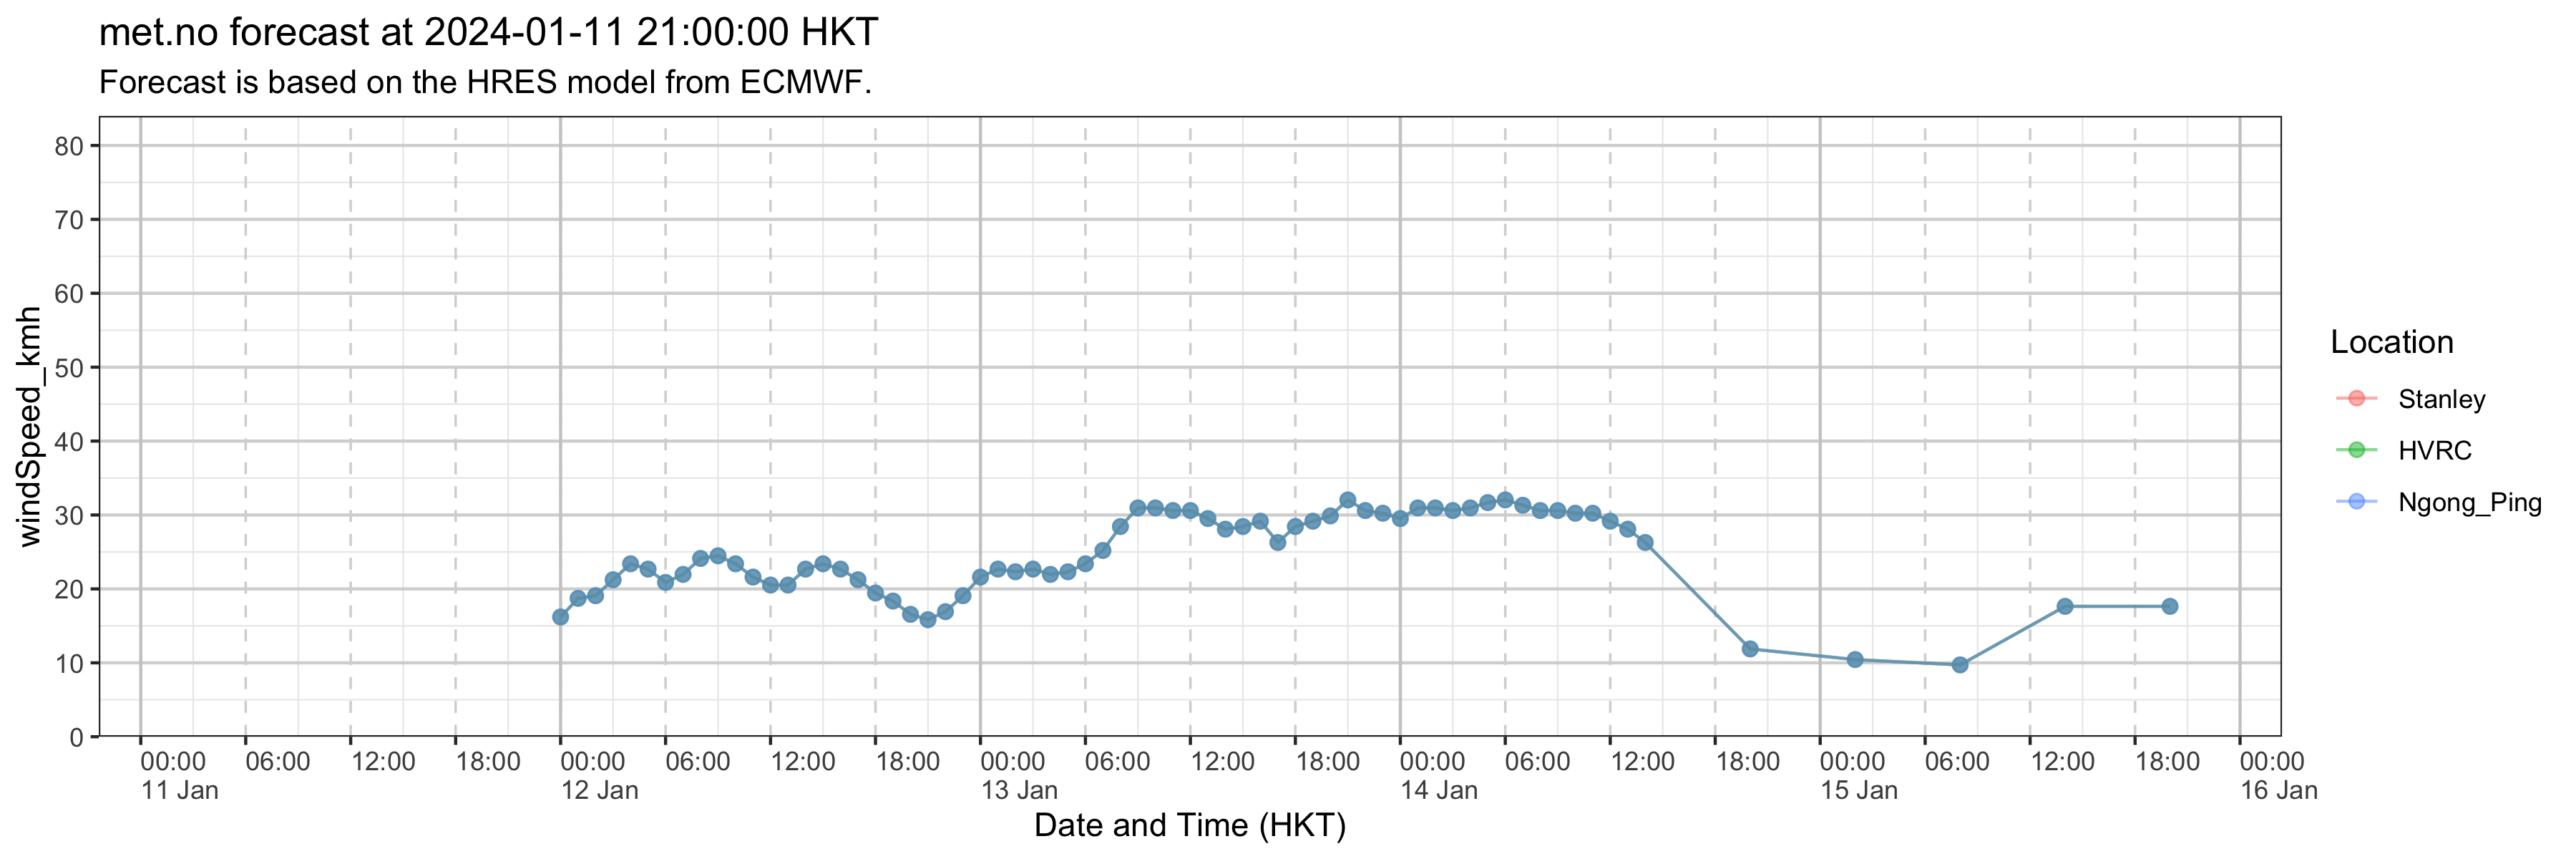 met.no forecast at 2024-01-11 21:00:00 HKT
Forecast is based on the HRES model from ECMWF.
windSpeed_kmh
80
70
60
50
40
30
20
10
0
00:00 06:00 12:00 18:00 00:00 06:00 12:00 18:00 00:00 06:00 12:00 18:00 00:00 06:00 12:00 18:00 00:00 06:00 12:00 18:00 00:00
11 Jan 12 Jan 13 Jan 14 Jan 15 Jan 16 Jan
Date and Time (HKT)
Location
Stanley
HVRC
Ngong_Ping